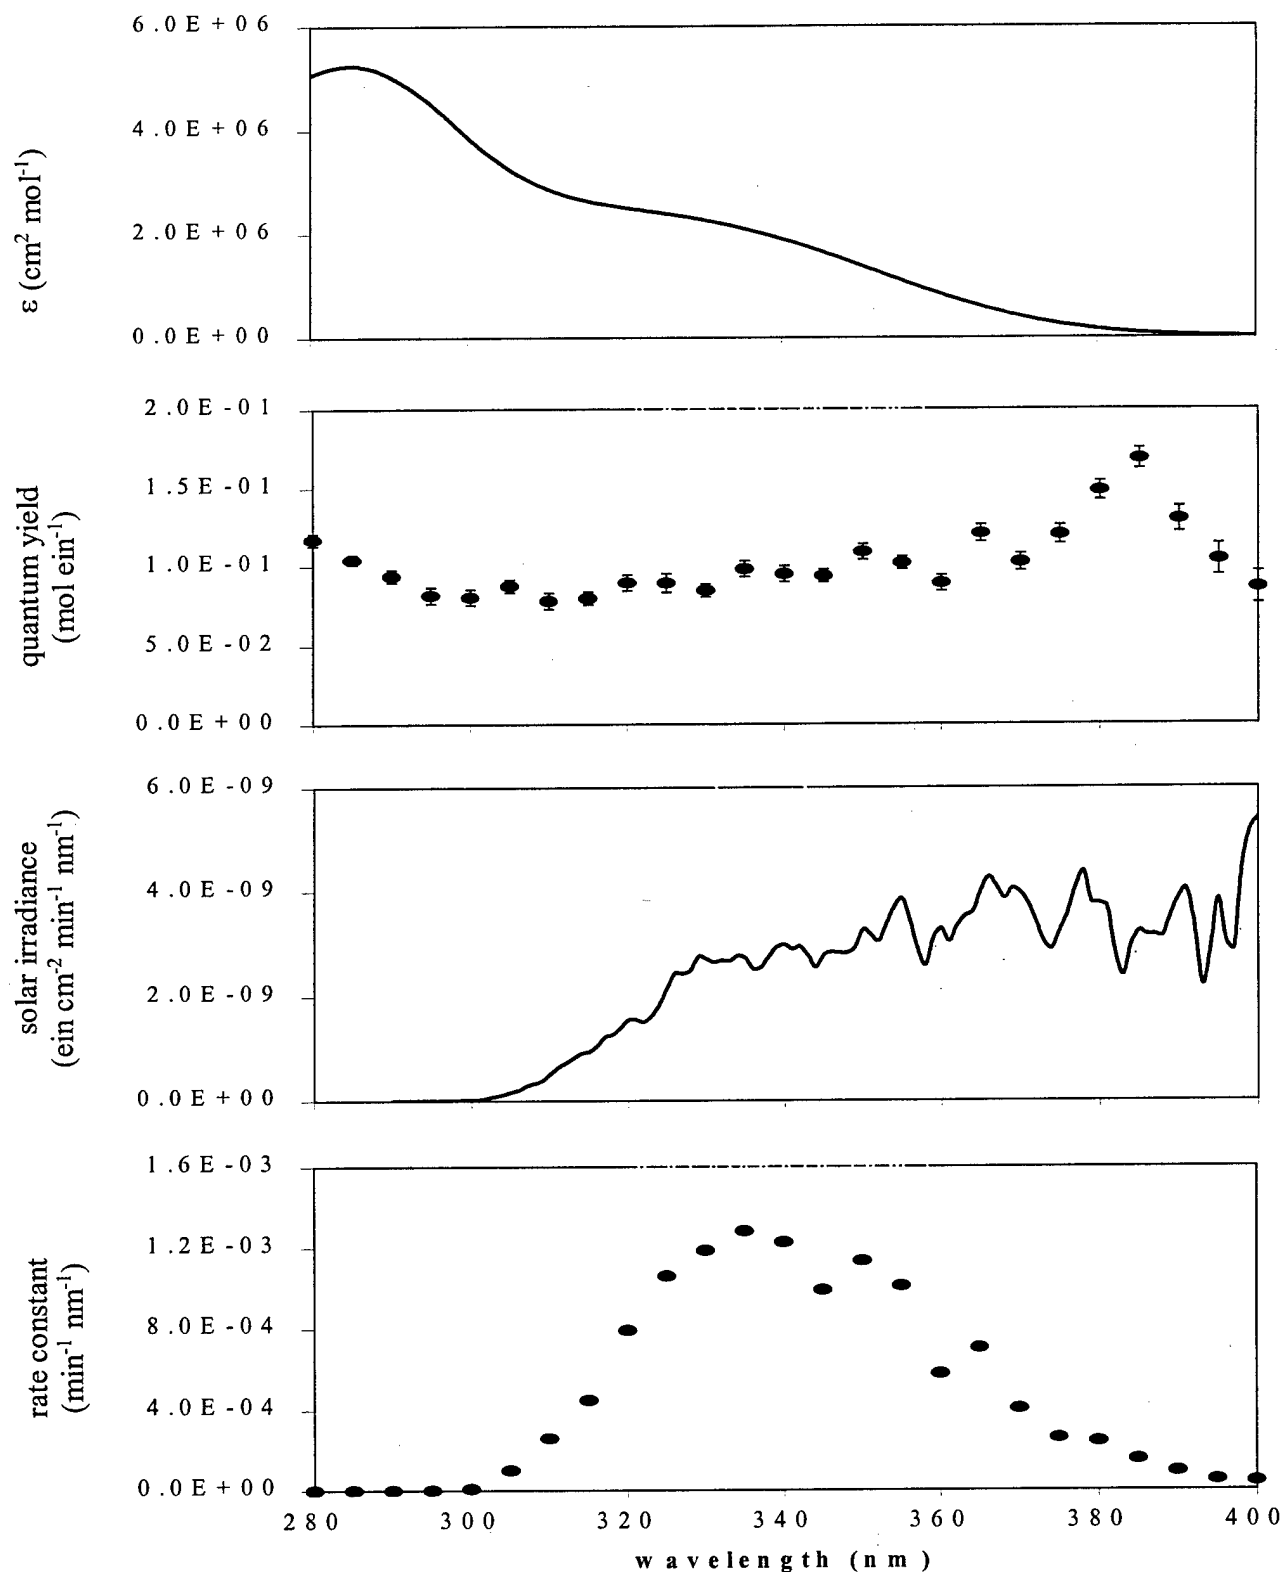 6.0E+06
4.0E+06
2.0E+06
0.0E+00
ε (cm² mol⁻¹)
2.0E-01
1.5E-01
1.0E-01
5.0E-02
0.0E+00
quantum yield
(mol ein⁻¹)
6.0E-09
4.0E-09
2.0E-09
0.0E+00
solar irradiance
(ein cm⁻² min⁻¹ nm⁻¹)
1.6E-03
1.2E-03
8.0E-04
4.0E-04
0.0E+00
rate constant
(min⁻¹ nm⁻¹)
280 300 320 340 360 380 400
wavelength (nm)